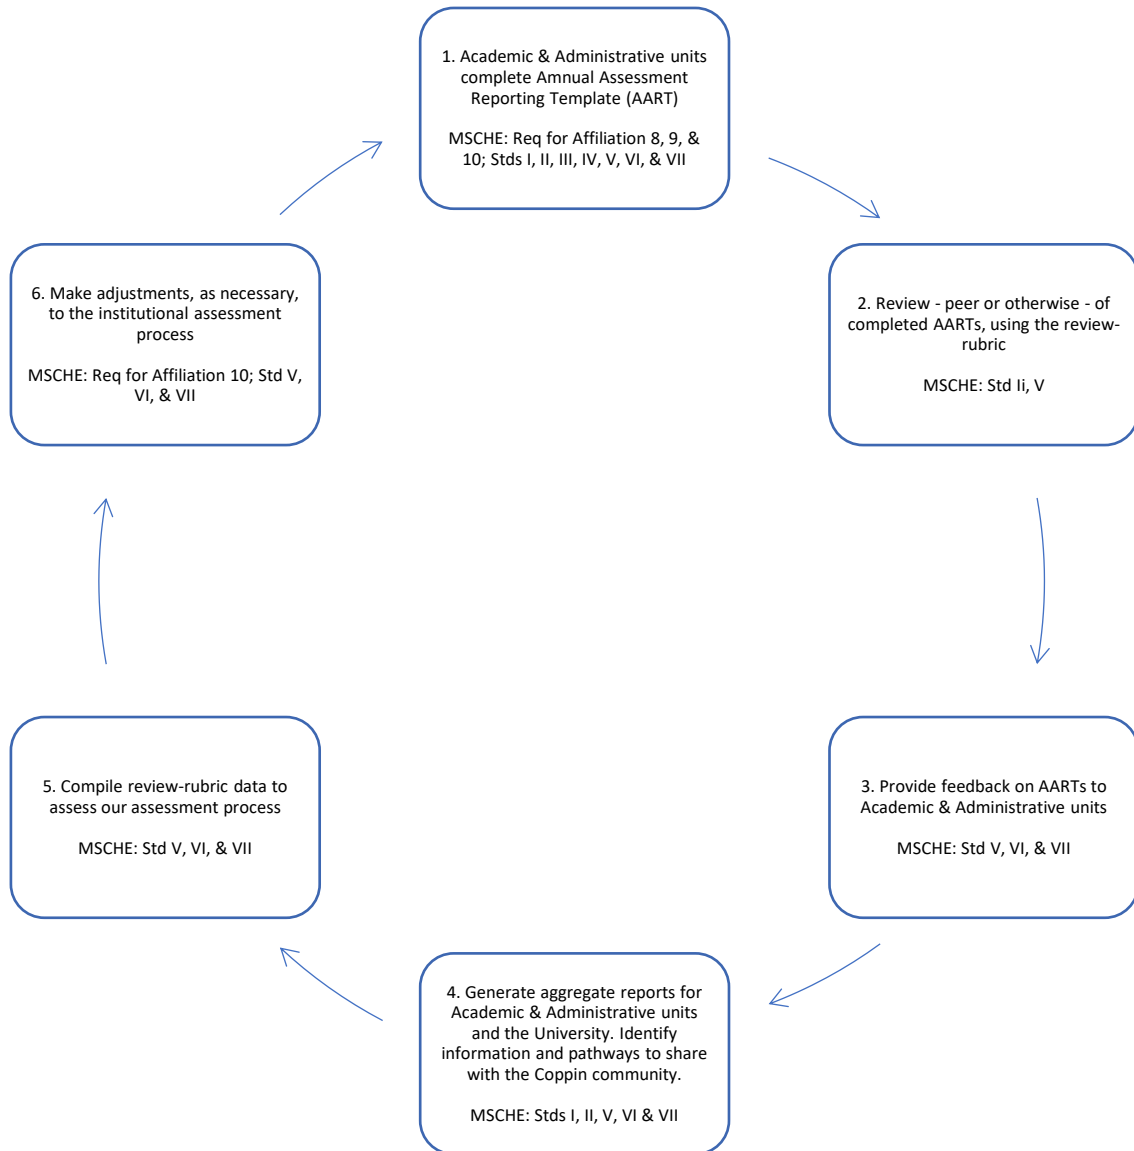 1. Academic & Administrative units
complete Amnual Assessment
Reporting Template (AART)
MSCHE: Req for Affiliation 8, 9, &
10; Stds I, II, III, IV, V, VI, & VII
2. Review - peer or otherwise - of
completed AARTs, using the review-
rubric
MSCHE: Std Ii, V
3. Provide feedback on AARTs to
Academic & Administrative units
MSCHE: Std V, VI, & VII
4. Generate aggregate reports for
Academic & Administrative units
and the University. Identify
information and pathways to share
with the Coppin community.
MSCHE: Stds I, II, V, VI & VII
5. Compile review-rubric data to
assess our assessment process
MSCHE: Std V, VI, & VII
6. Make adjustments, as necessary,
to the institutional assessment
process
MSCHE: Req for Affiliation 10; Std V,
VI, & VII